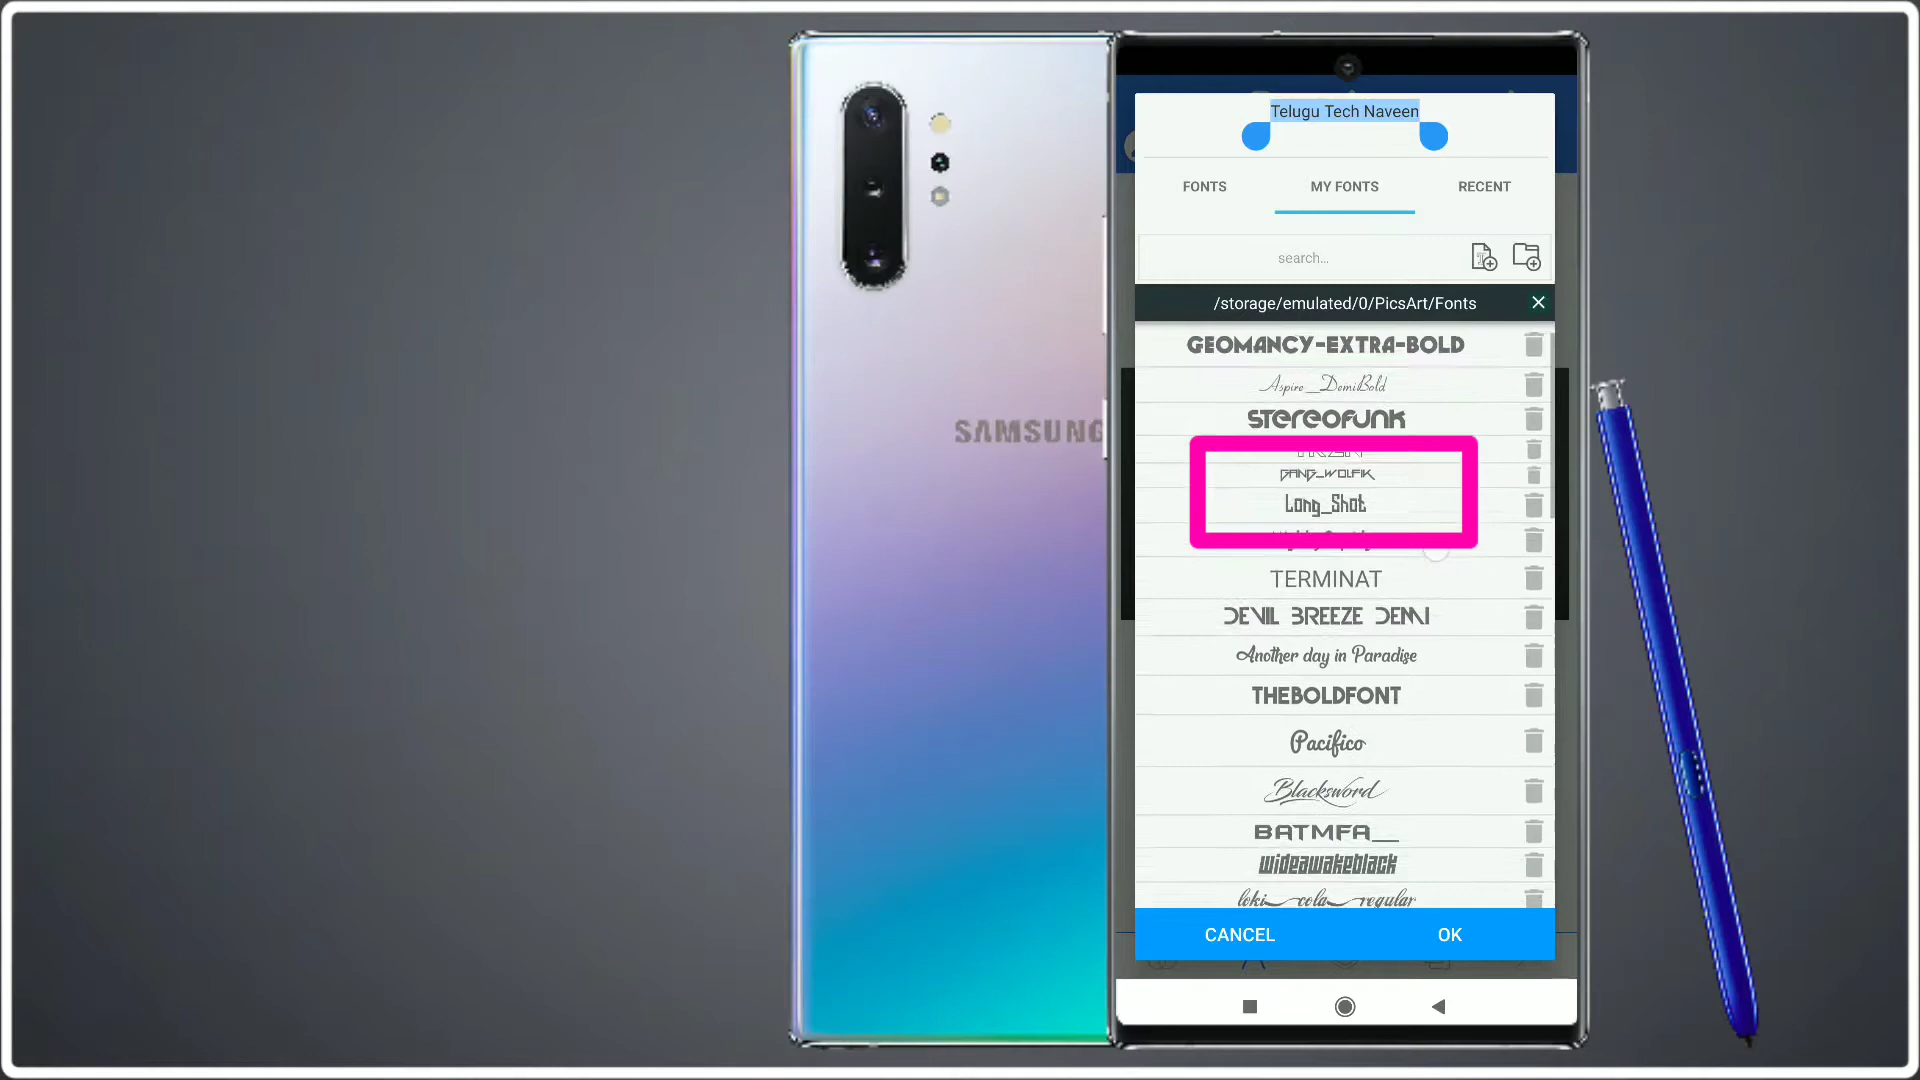 SAMSUNG
Telugu Tech Naveen
FONTS MY FONTS RECENT
search...
/storage/emulated/0/PicsArt/Fonts
GEOMANCY-EXTRA-BOLD
Aspire_DemiBold
STEREOFUNK
GANG_WOLFIK
Long_Shot
TERMINAT
DEVIL BREEZE DEMI
Another day in Paradise
THEBOLDFONT
Pacifico
Blacksword
BATMFA__
wideawakeblack
loki_cola_regular
CANCEL OK